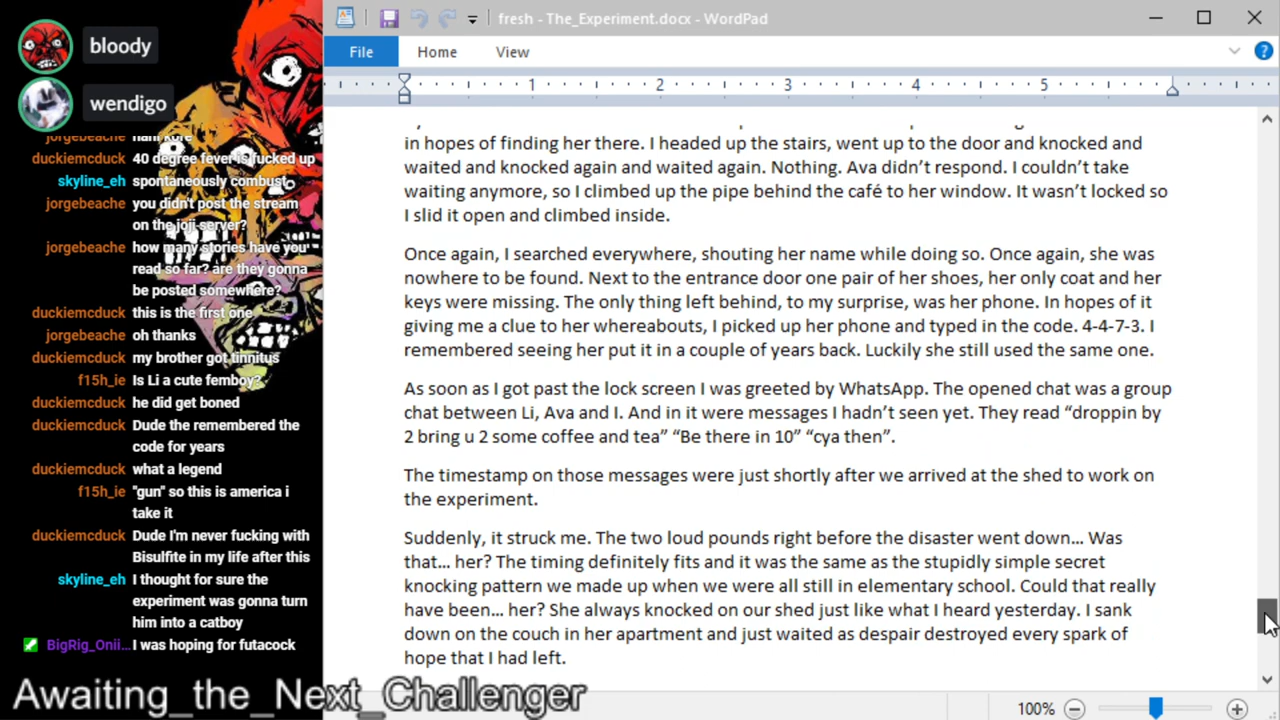 bloody
wendigo
duckiemcduck 40 degree fever is fucked up
skyline_eh spontaneously combust
jorgebeache you didn't post the stream
on the joji server?
jorgebeache how many stories have you
read so far? are they gonna
be posted somewhere?
duckiemcduck this is the first one
jorgebeache oh thanks
duckiemcduck my brother got tinnitus
f15h_ie Is Li a cute femboy?
duckiemcduck he did get boned
duckiemcduck Dude the remembered the
code for years
duckiemcduck what a legend
f15h_ie "gun" so this is america i
take it
duckiemcduck Dude I'm never fucking with
Bisulfite in my life after this
skyline_eh I thought for sure the
experiment was gonna turn
him into a catboy
BigRig_Onii... I was hoping for futacock
Awaiting_the_Next_Challenger
fresh - The_Experiment.docx - WordPad
File Home View
1 2 3 4 5
in hopes of finding her there. I headed up the stairs, went up to the door and knocked and
waited and knocked again and waited again. Nothing. Ava didn't respond. I couldn't take
waiting anymore, so I climbed up the pipe behind the café to her window. It wasn't locked so
I slid it open and climbed inside.
Once again, I searched everywhere, shouting her name while doing so. Once again, she was
nowhere to be found. Next to the entrance door one pair of her shoes, her only coat and her
keys were missing. The only thing left behind, to my surprise, was her phone. In hopes of it
giving me a clue to her whereabouts, I picked up her phone and typed in the code. 4-4-7-3. I
remembered seeing her put it in a couple of years back. Luckily she still used the same one.
As soon as I got past the lock screen I was greeted by WhatsApp. The opened chat was a group
chat between Li, Ava and I. And in it were messages I hadn't seen yet. They read “droppin by
2 bring u 2 some coffee and tea” “Be there in 10” “cya then”.
The timestamp on those messages were just shortly after we arrived at the shed to work on
the experiment.
Suddenly, it struck me. The two loud pounds right before the disaster went down… Was
that… her? The timing definitely fits and it was the same as the stupidly simple secret
knocking pattern we made up when we were all still in elementary school. Could that really
have been… her? She always knocked on our shed just like what I heard yesterday. I sank
down on the couch in her apartment and just waited as despair destroyed every spark of
hope that I had left.
100%